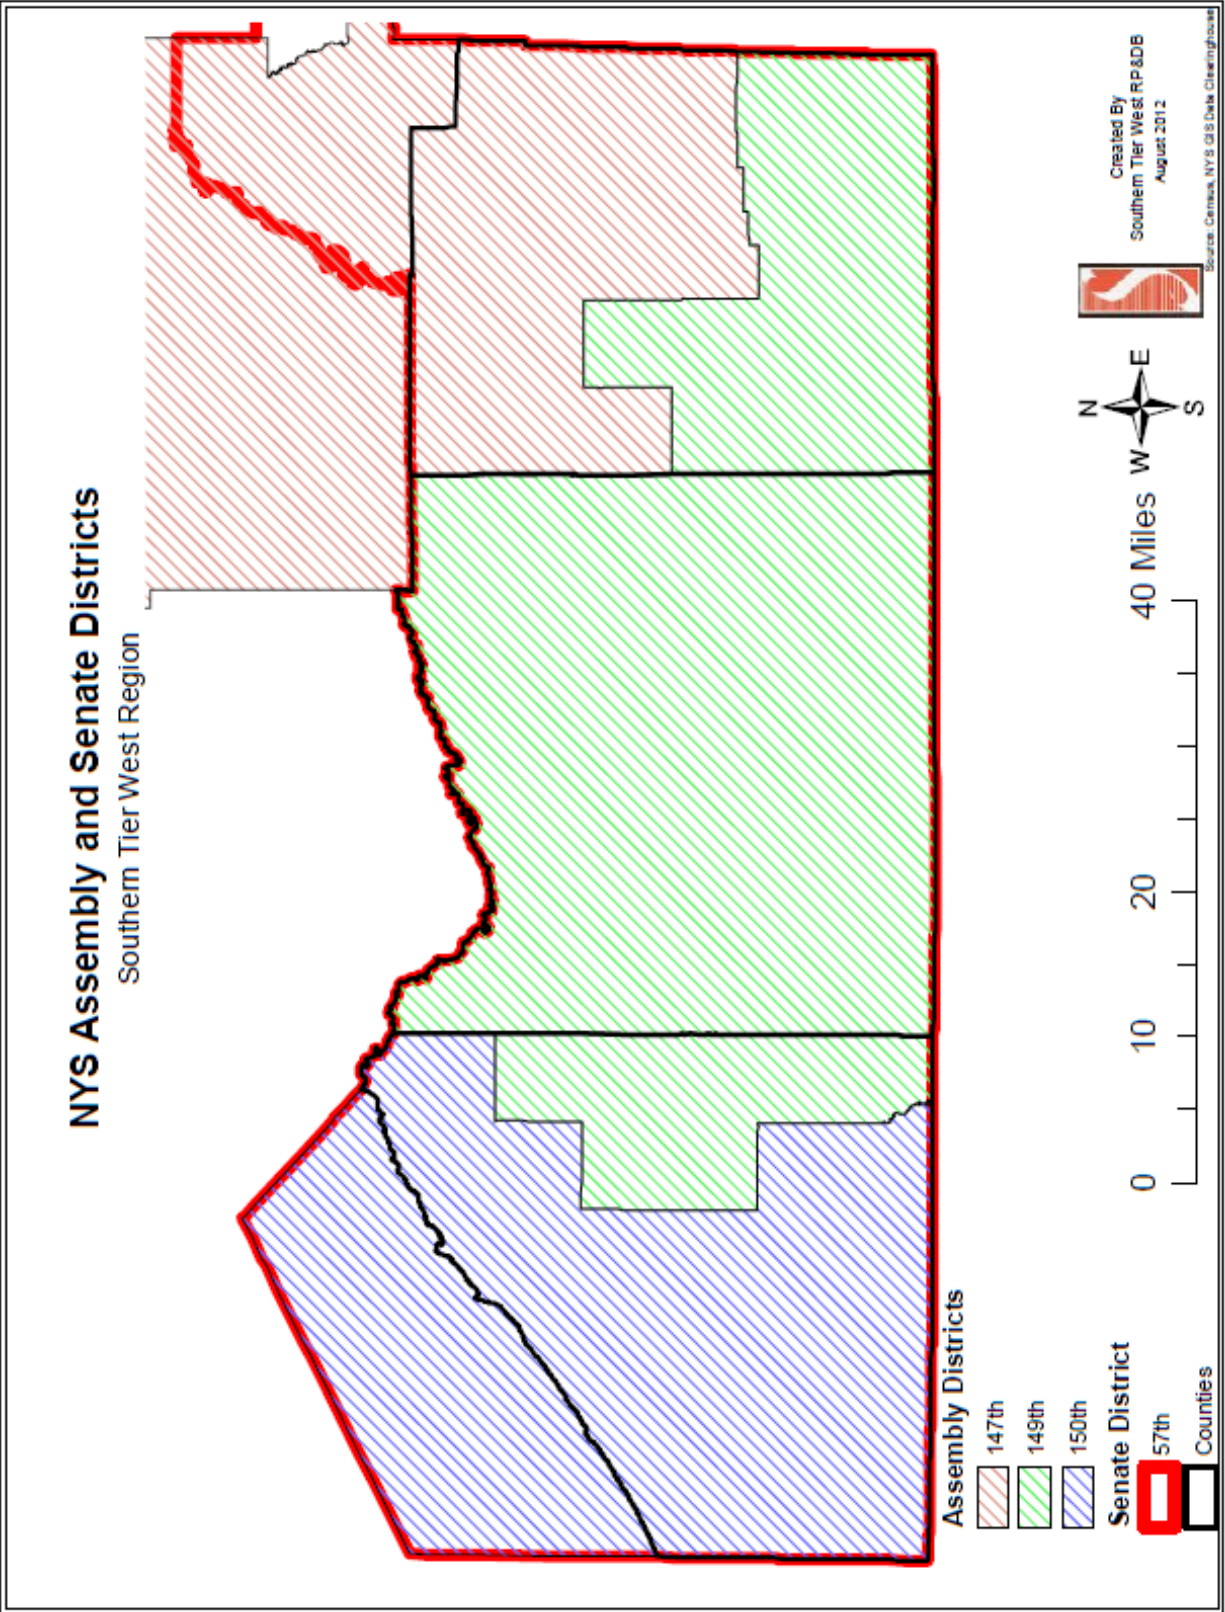 NYS Assembly and Senate Districts
Southern Tier West Region
Assembly Districts
147th
149th
150th
Senate District
57th
Counties
0
10
20
40 Miles
N
W
E
S
Created By
Southern Tier West RP&DB
August 2012
Source: Census, NYS GIS Data Clearinghouse